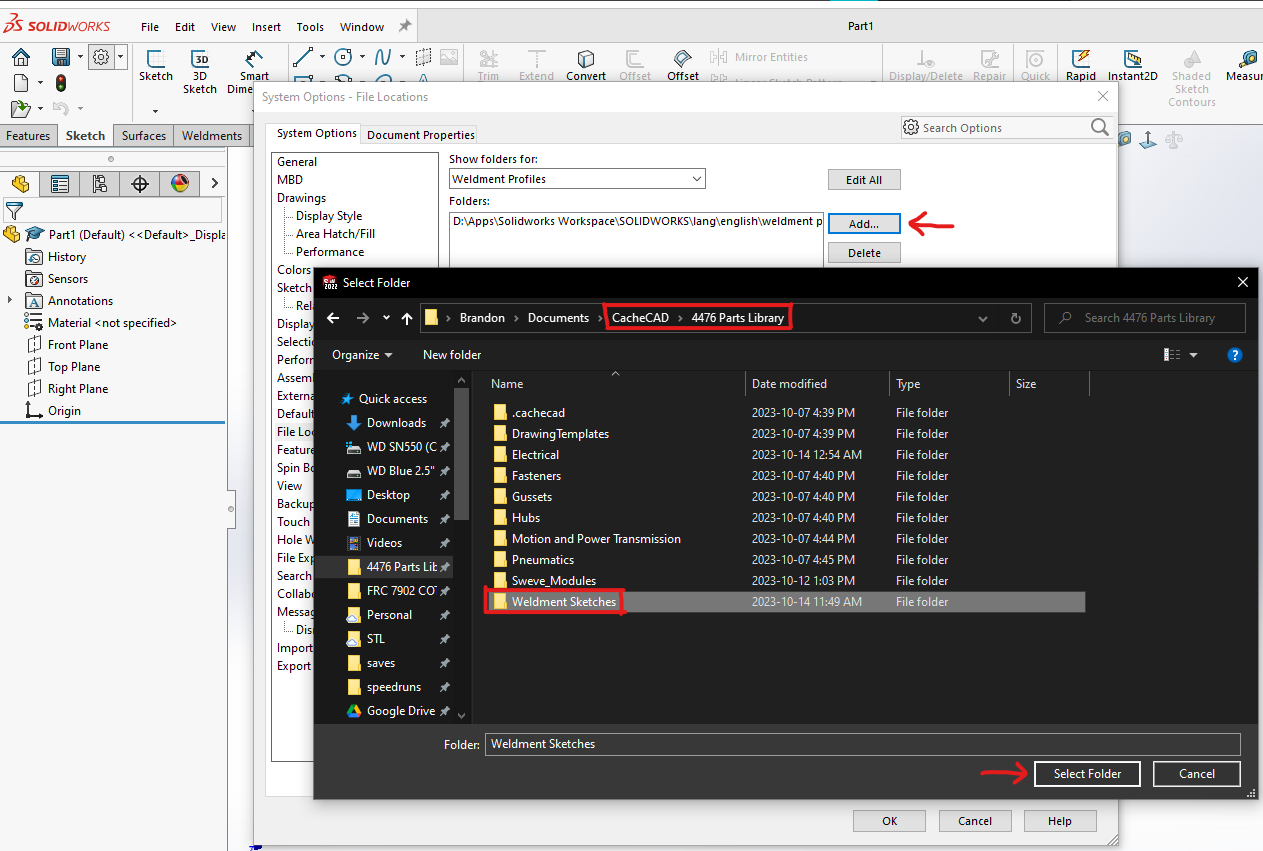 SOLIDWORKS File Edit View Insert Tools Window Part1
Sketch 3D Sketch Smart Trim Extend Convert Offset Offset Mirror Entities Display/Delete Repair Quick Rapid Instant2D Shaded Sketch Contours
Features Sketch Surfaces Weldments
Part1 (Default) <<Default>_Displa
History
Sensors
Annotations
Material <not specified>
Front Plane
Top Plane
Right Plane
Origin
System Options - File Locations
System Options Document Properties
Search Options
General
MBD
Drawings
Display Style
Area Hatch/Fill
Performance
Colors
Sketch
Rela
Display
Selectio
Perforn
Assem
Externa
Default
File Loc
Feature
Spin Bo
View
Backup
Touch
Hole W
File Exp
Search
Collabo
Messag
Dis
Import
Export
Show folders for:
Weldment Profiles
Edit All
Folders:
D:\Apps\Solidworks Workspace\SOLIDWORKS\lang\english\weldment p
Add...
Delete
2022 Select Folder
Brandon > Documents > CacheCAD > 4476 Parts Library
Search 4476 Parts Library
Organize New folder
Quick access
Downloads
WD SN550 (C
WD Blue 2.5"
Desktop
Documents
Videos
4476 Parts Lib
FRC 7902 CO
Personal
STL
saves
speedruns
Google Drive
Name Date modified Type Size
.cachecad 2023-10-07 4:39 PM File folder
DrawingTemplates 2023-10-07 4:39 PM File folder
Electrical 2023-10-14 12:54 AM File folder
Fasteners 2023-10-07 4:40 PM File folder
Gussets 2023-10-07 4:40 PM File folder
Hubs 2023-10-07 4:40 PM File folder
Motion and Power Transmission 2023-10-07 4:44 PM File folder
Pneumatics 2023-10-07 4:45 PM File folder
Sweve_Modules 2023-10-12 1:03 PM File folder
Weldment Sketches 2023-10-14 11:49 AM File folder
Folder: Weldment Sketches
Select Folder Cancel
OK Cancel Help